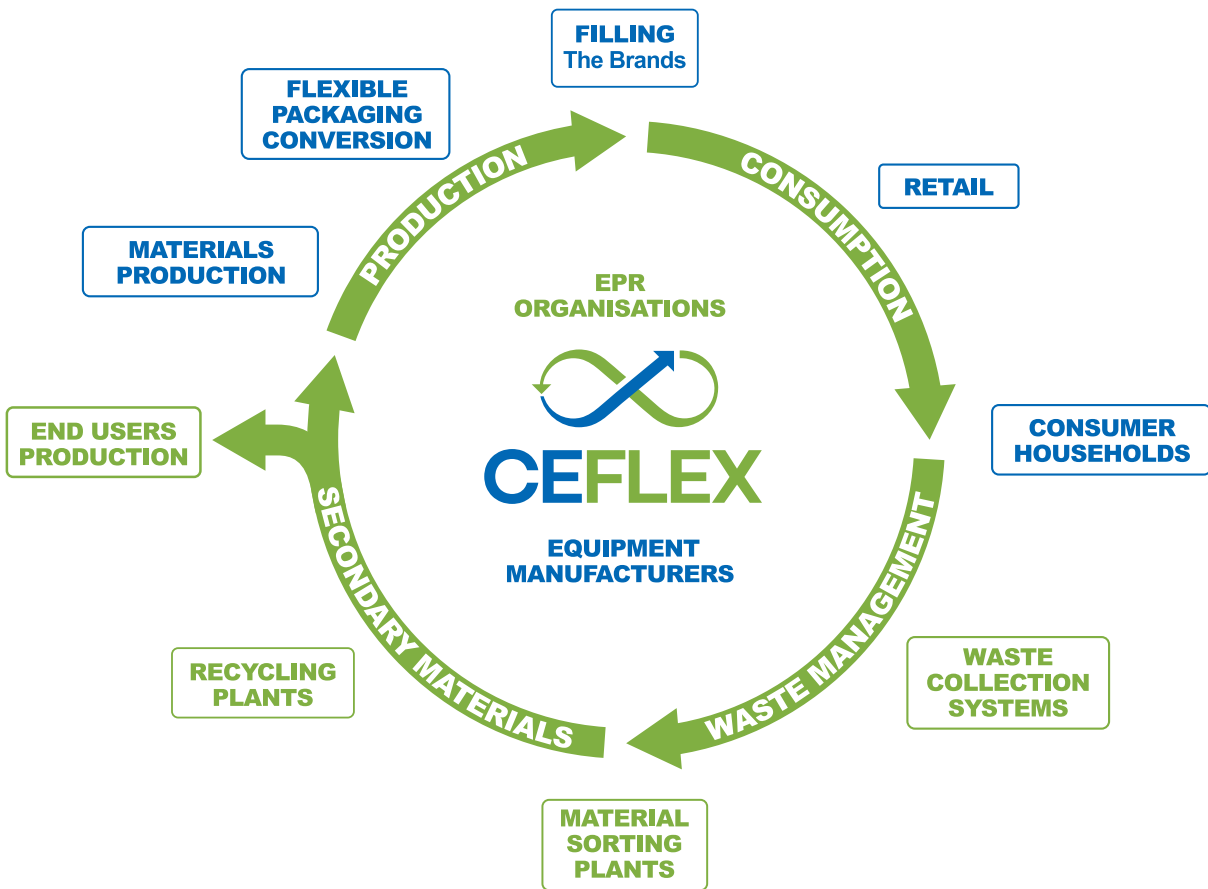 FILLING
The Brands
FLEXIBLE
PACKAGING
CONVERSION
PRODUCTION
CONSUMPTION
RETAIL
MATERIALS
PRODUCTION
EPR
ORGANISATIONS
CEFLEX
EQUIPMENT
MANUFACTURERS
END USERS
PRODUCTION
CONSUMER
HOUSEHOLDS
SECONDARY MATERIALS
WASTE MANAGEMENT
RECYCLING
PLANTS
WASTE
COLLECTION
SYSTEMS
MATERIAL
SORTING
PLANTS